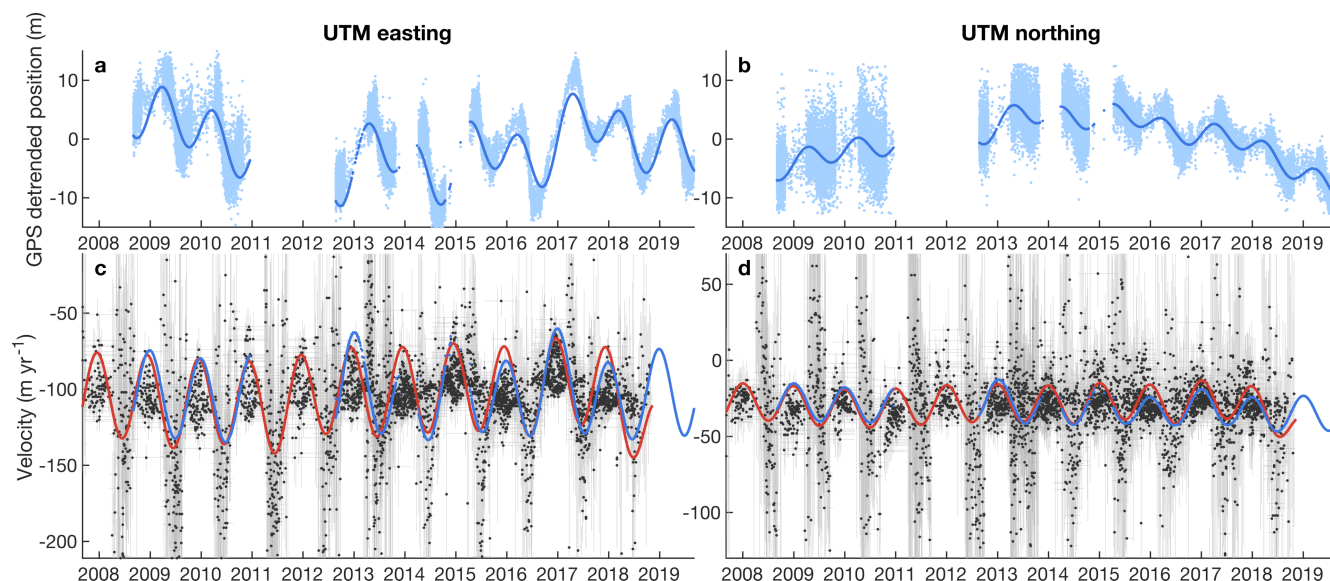 UTM easting
UTM northing
GPS detrended position (m)
a
10
0
-10
2008 2009 2010 2011 2012 2013 2014 2015 2016 2017 2018 2019
b
10
0
-10
2008 2009 2010 2011 2012 2013 2014 2015 2016 2017 2018 2019
Velocity (m yr⁻¹)
c
-50
-100
-150
-200
2008 2009 2010 2011 2012 2013 2014 2015 2016 2017 2018 2019
d
50
0
-50
-100
2008 2009 2010 2011 2012 2013 2014 2015 2016 2017 2018 2019